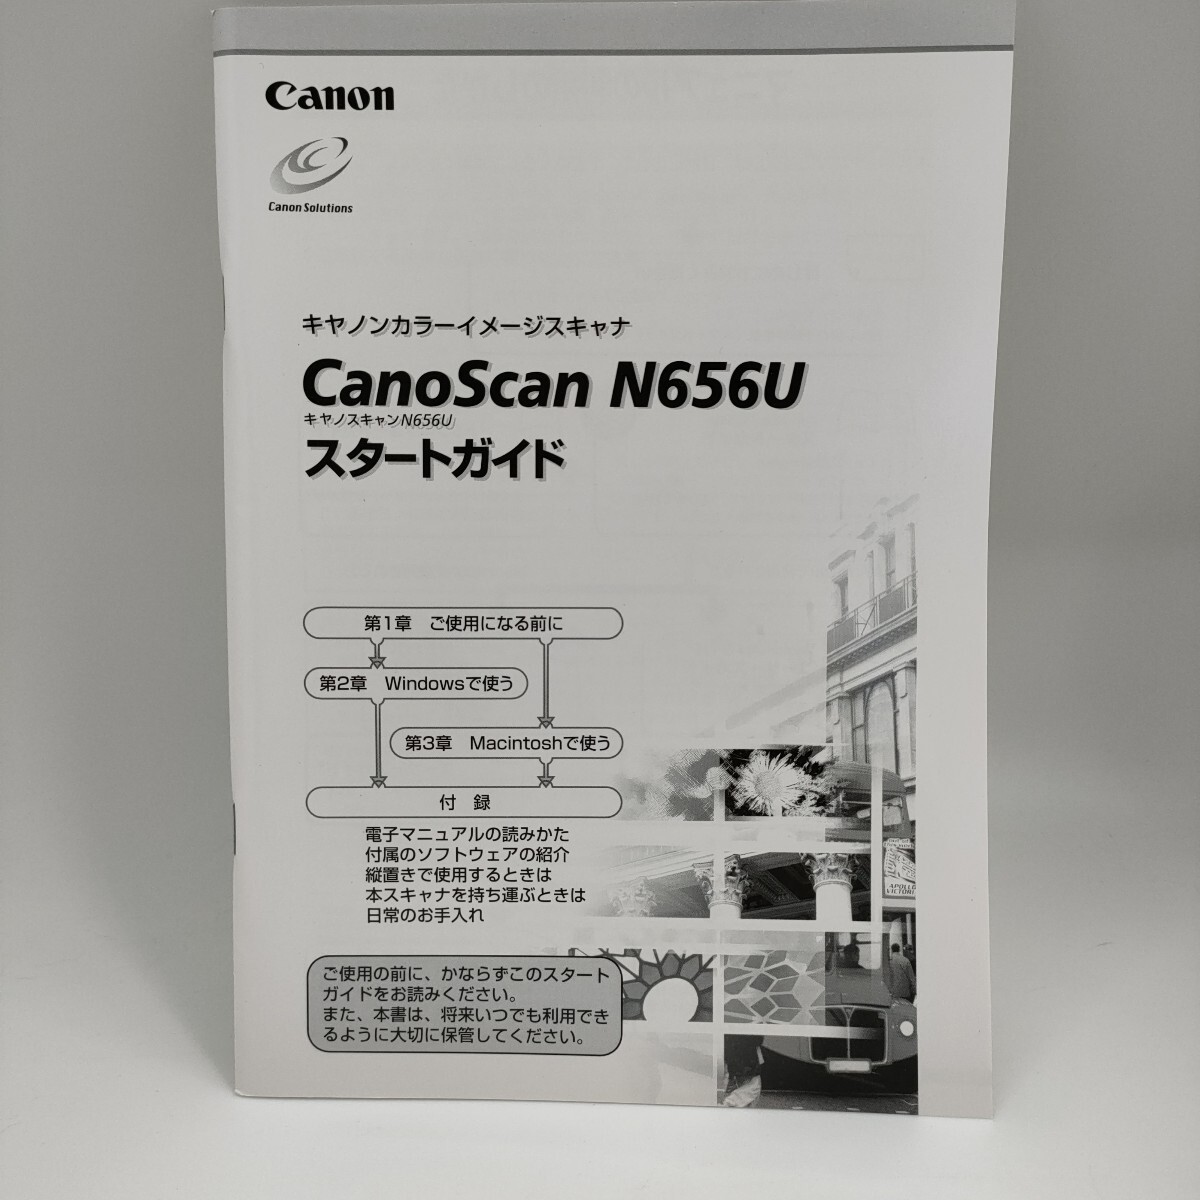 Canon
Canon Solutions
キヤノンカラーイメージスキャナ
CanoScan N656U
キヤノスキャンN656U
スタートガイド
第1章　ご使用になる前に
第2章　Windowsで使う
第3章　Macintoshで使う
付　録
電子マニュアルの読みかた
付属のソフトウェアの紹介
縦置きで使用するときは
本スキャナを持ち運ぶときは
日常のお手入れ
APOLLO
VICTORI
ご使用の前に、かならずこのスタート
ガイドをお読みください。
また、本書は、将来いつでも利用でき
るように大切に保管してください。